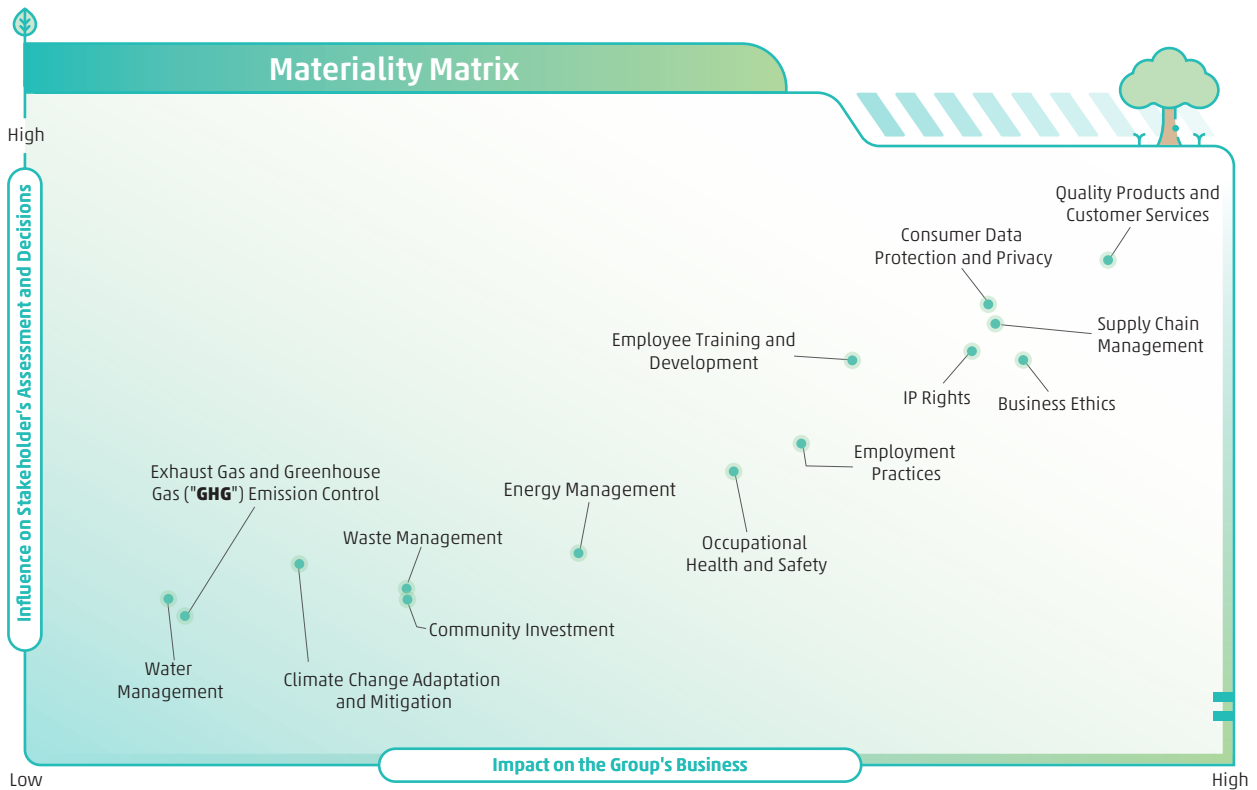 Materiality Matrix
High
Influence on Stakeholder's Assessment and Decisions
Quality Products and
Customer Services
Consumer Data
Protection and Privacy
Supply Chain
Management
Employee Training and
Development
IP Rights
Business Ethics
Employment
Practices
Exhaust Gas and Greenhouse
Gas ("GHG") Emission Control
Energy Management
Waste Management
Occupational
Health and Safety
Community Investment
Water
Management
Climate Change Adaptation
and Mitigation
Impact on the Group's Business
Low
High